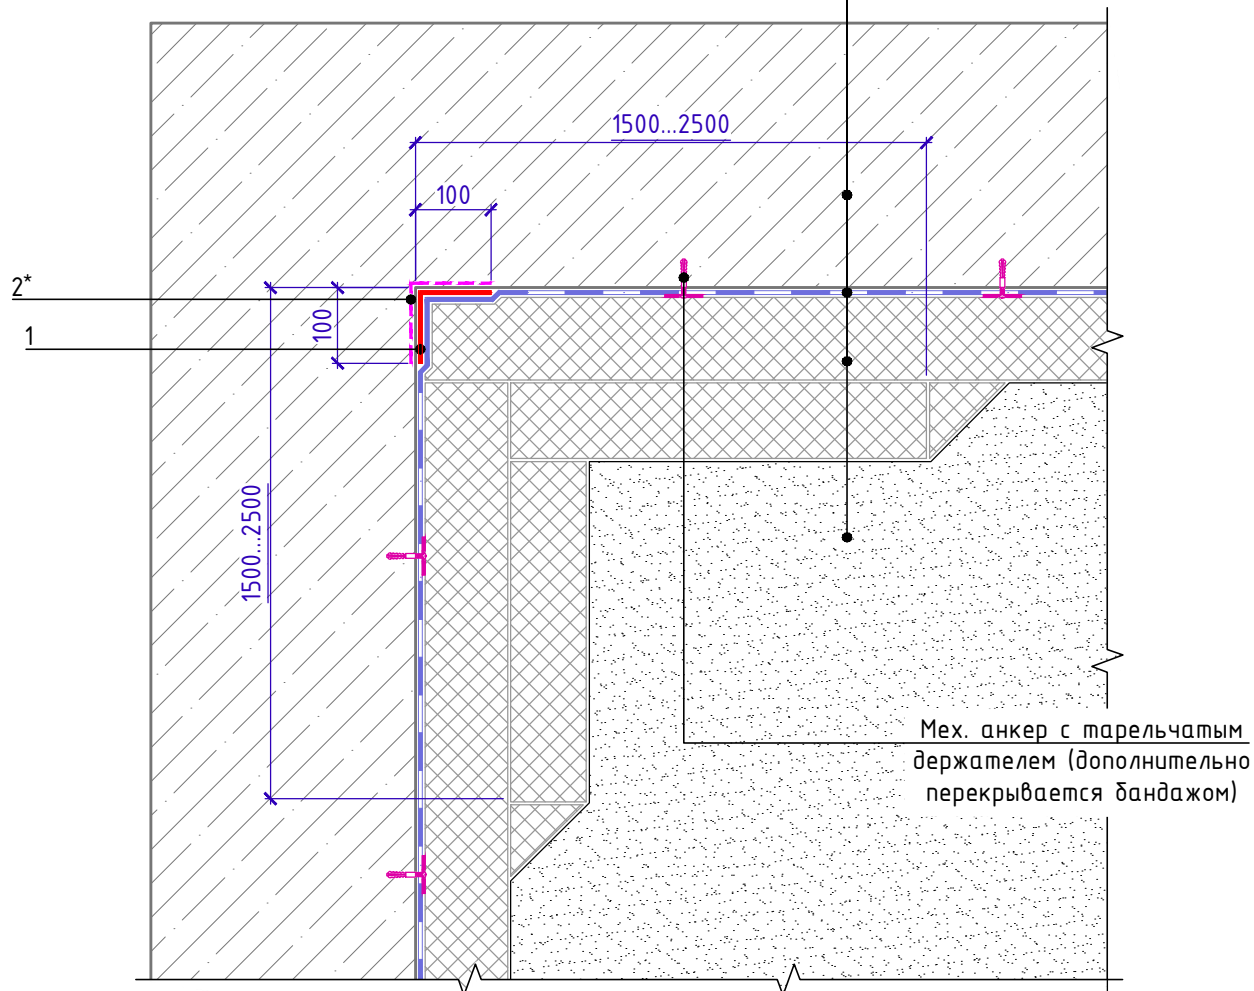 1500...2500
100
2*
100
1
1500...2500
Мех. анкер с тарельчатым
держателем (дополнительно
перекрывается бандажом)